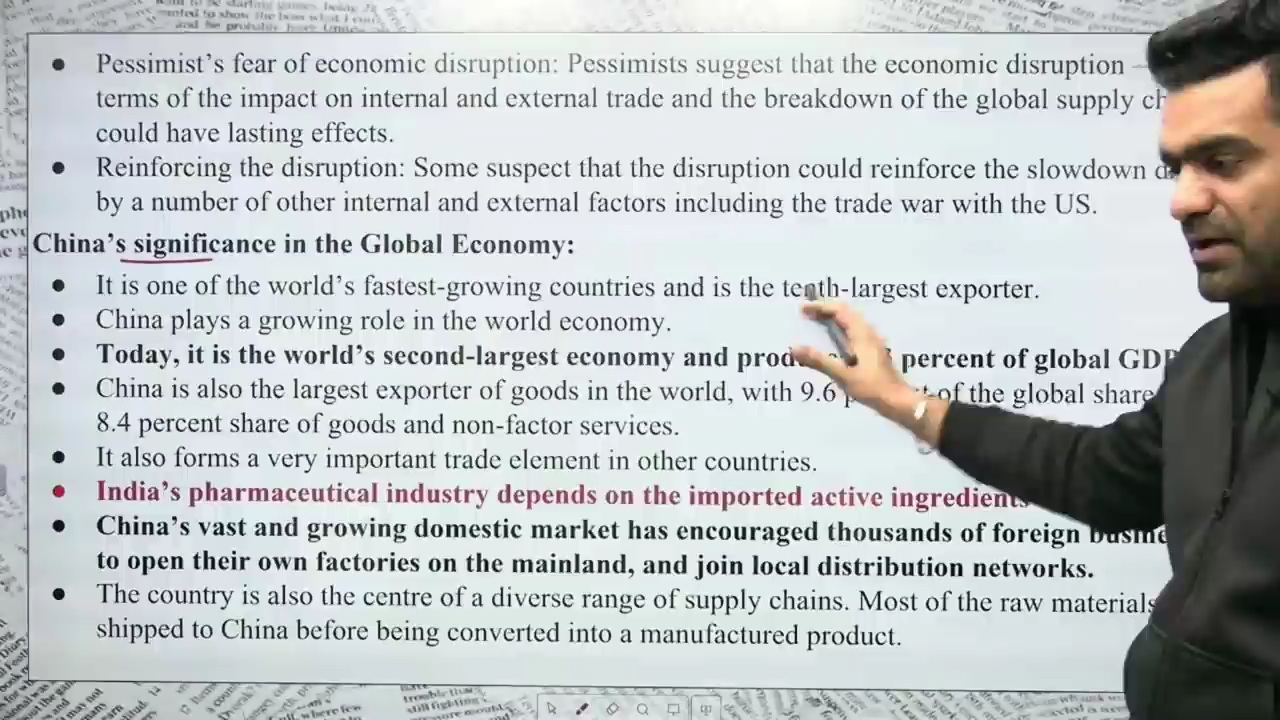 ● Pessimist's fear of economic disruption: Pessimists suggest that the economic disruption –
terms of the impact on internal and external trade and the breakdown of the global supply
could have lasting effects.
● Reinforcing the disruption: Some suspect that the disruption could reinforce the slowdown
by a number of other internal and external factors including the trade war with the US.
China's significance in the Global Economy:
● It is one of the world's fastest-growing countries and is the tenth-largest exporter.
● China plays a growing role in the world economy.
● Today, it is the world's second-largest economy and percent of global GDP
● China is also the largest exporter of goods in the world, with 9.6 of the global share
8.4 percent share of goods and non-factor services.
● It also forms a very important trade element in other countries.
● India's pharmaceutical industry depends on the imported active ingredients
● China's vast and growing domestic market has encouraged thousands of foreign
to open their own factories on the mainland, and join local distribution networks.
● The country is also the centre of a diverse range of supply chains. Most of the raw materials
shipped to China before being converted into a manufactured product.